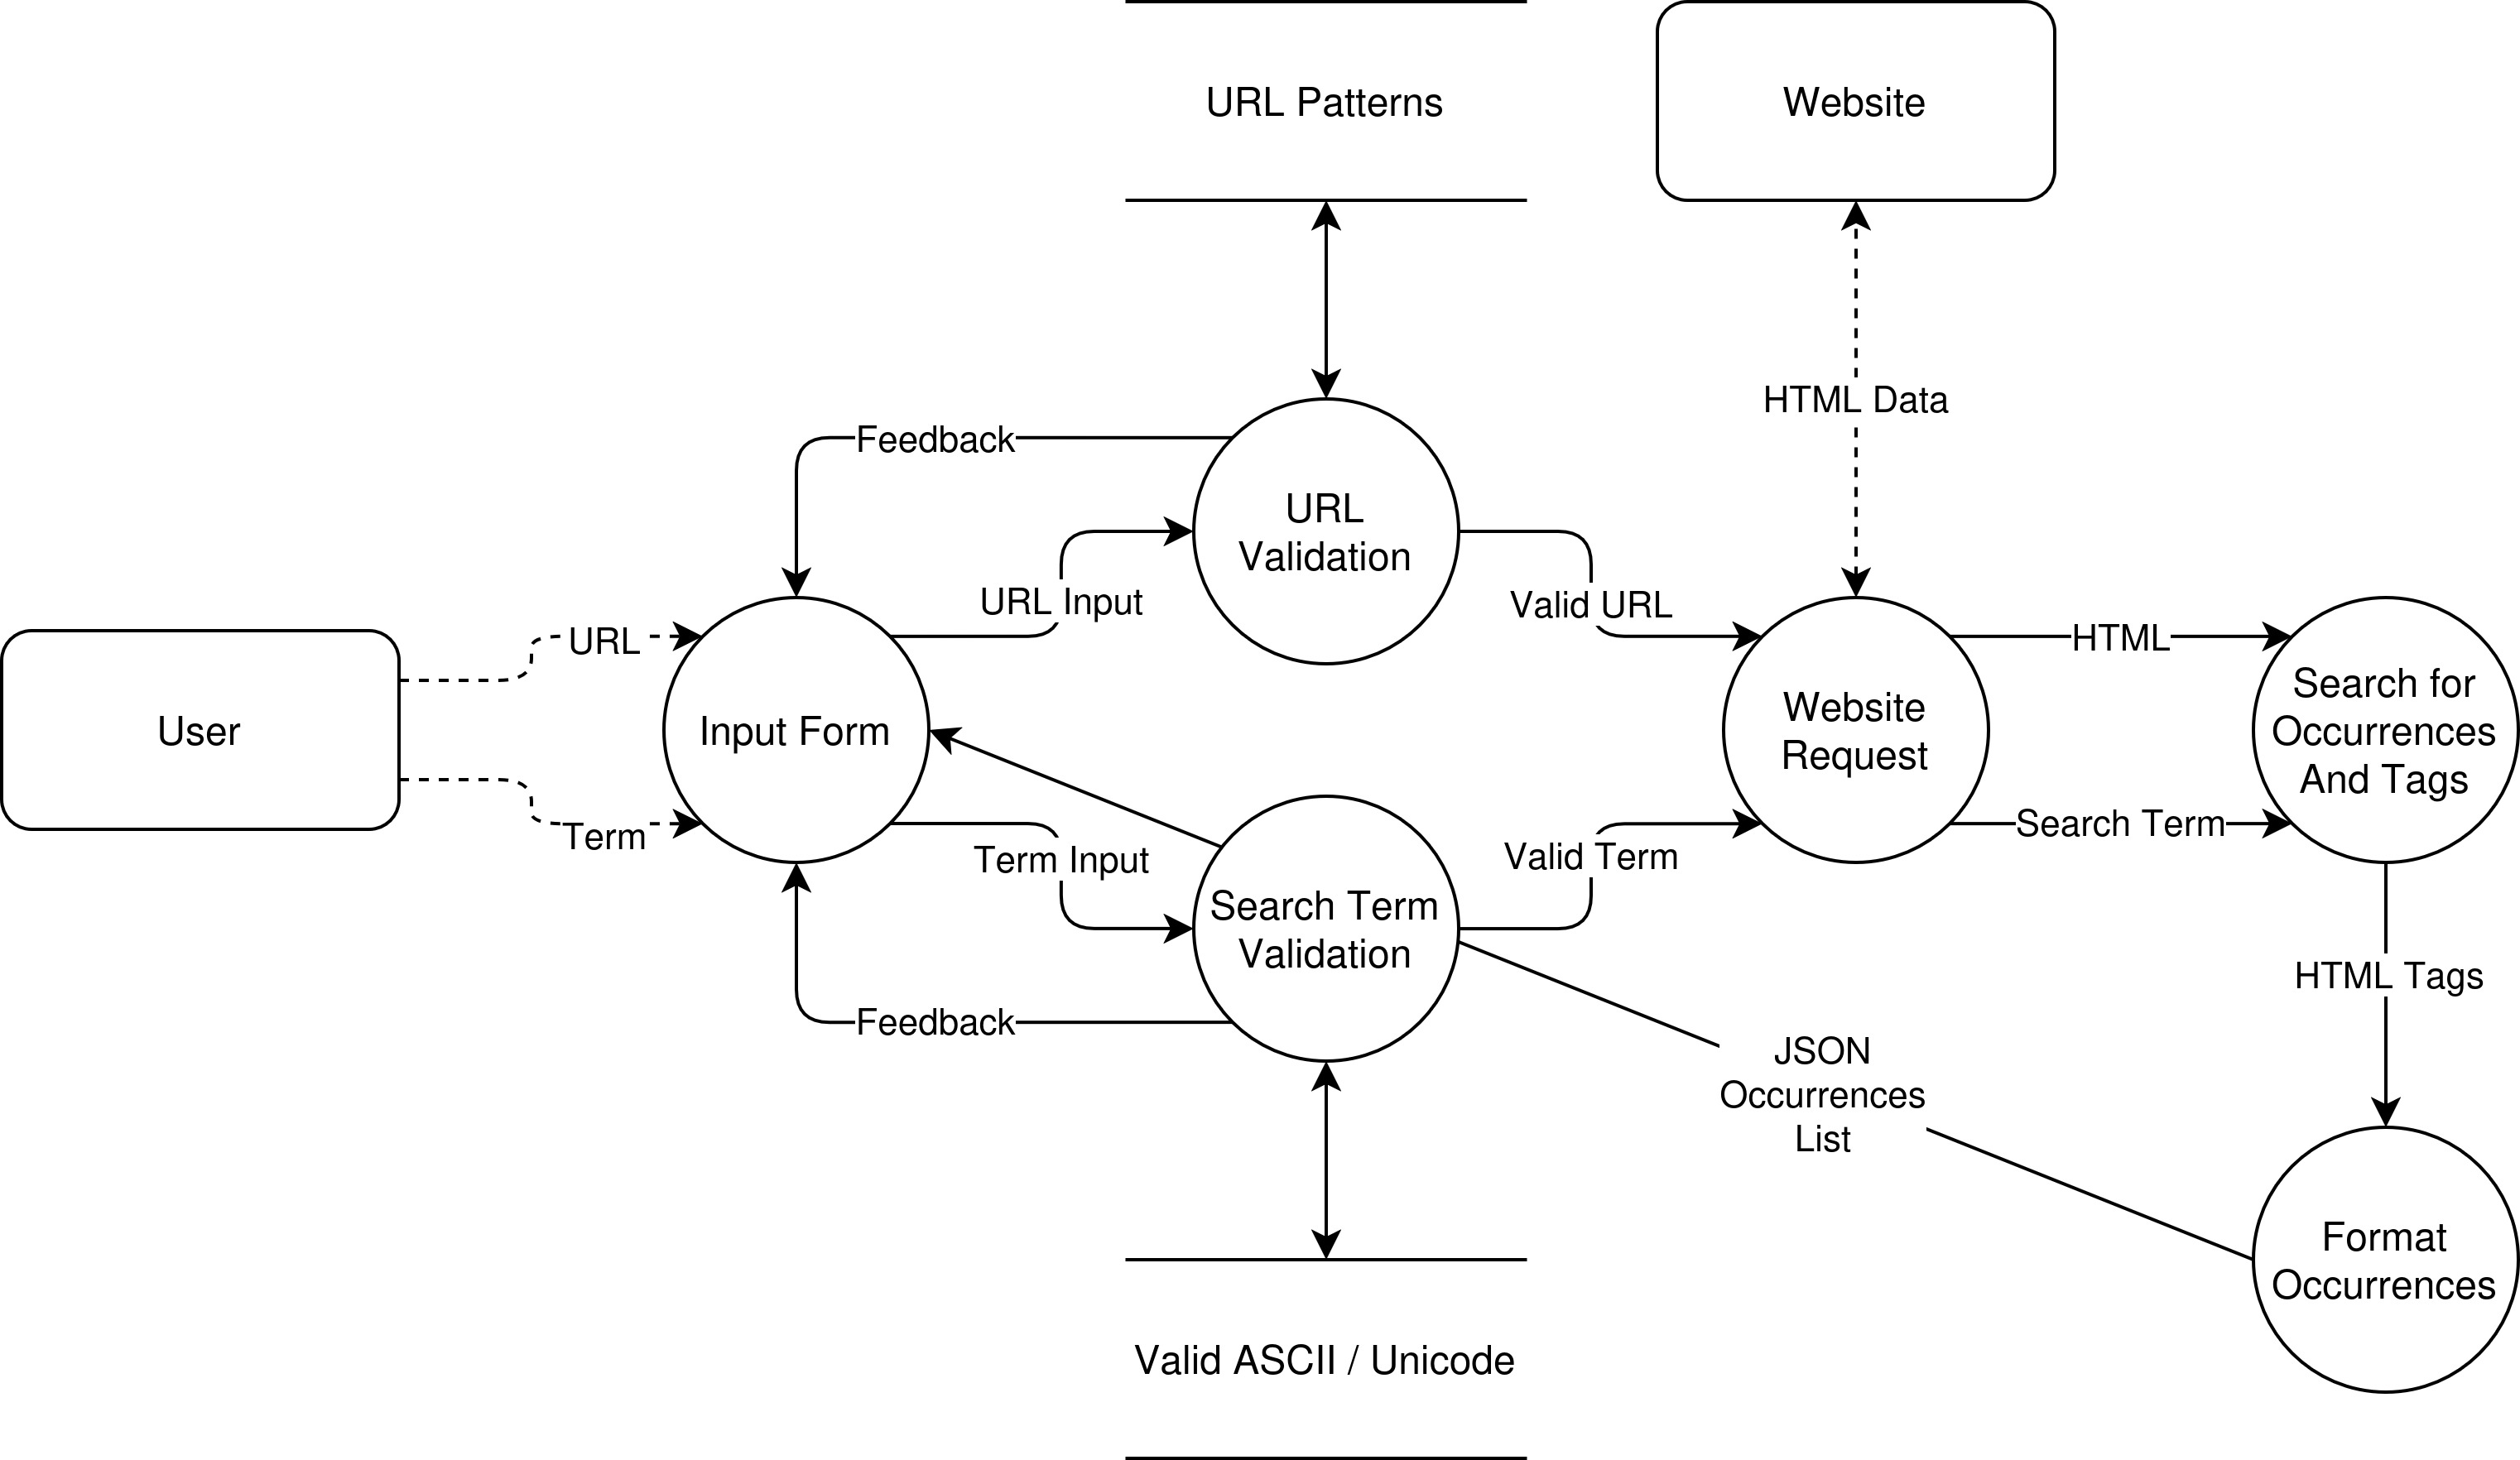 URL Patterns
Website
HTML Data
Feedback
URL
Validation
URL Input
Valid URL
URL
HTML
User
Input Form
Website
Request
Search for
Occurrences
And Tags
Term
Term Input
Valid Term
Search Term
Search Term
Validation
HTML Tags
Feedback
JSON
Occurrences
List
Format
Occurrences
Valid ASCII / Unicode